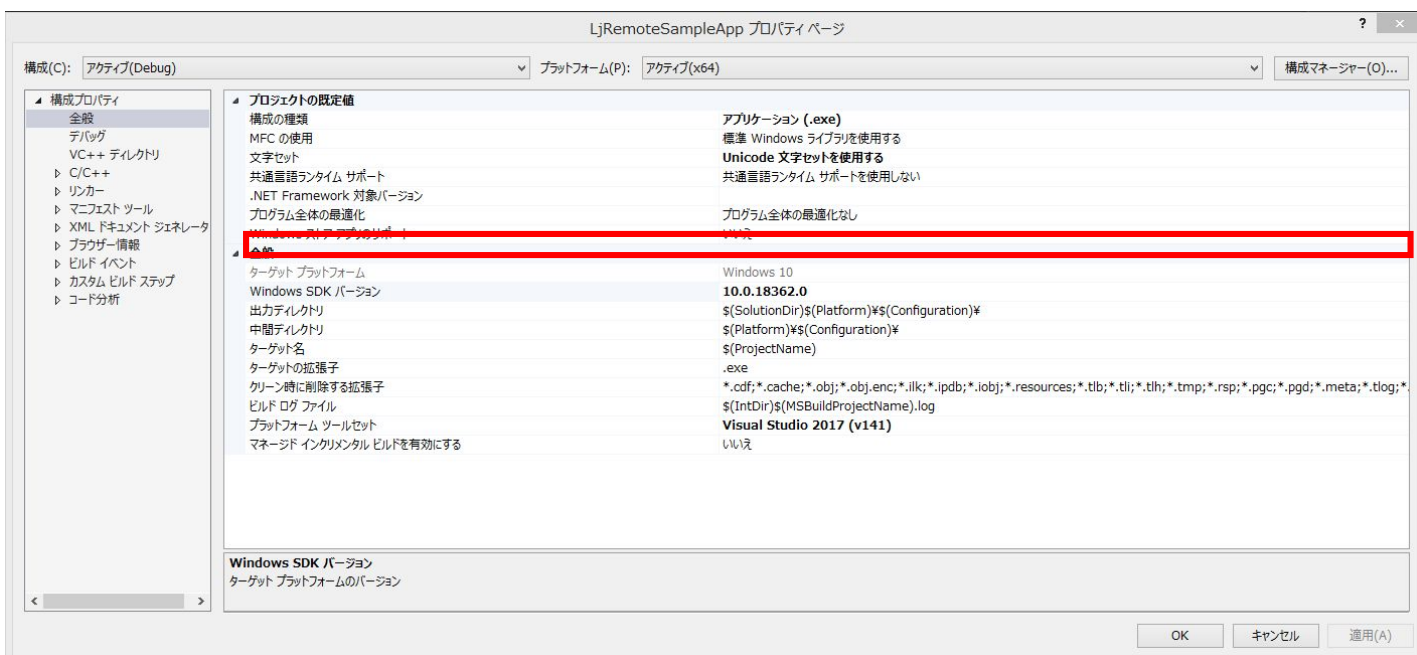 LjRemoteSampleApp プロパティ ページ
? ×
構成(C): アクティブ(Debug) プラットフォーム(P): アクティブ(x64) 構成マネージャー(O)...
構成プロパティ
全般
デバッグ
VC++ ディレクトリ
C/C++
リンカー
マニフェスト ツール
XML ドキュメント ジェネレータ
ブラウザー情報
ビルド イベント
カスタム ビルド ステップ
コード分析
プロジェクトの既定値
構成の種類 アプリケーション (.exe)
MFC の使用 標準 Windows ライブラリを使用する
文字セット Unicode 文字セットを使用する
共通言語ランタイム サポート 共通言語ランタイム サポートを使用しない
.NET Framework 対象バージョン
プログラム全体の最適化 プログラム全体の最適化なし
Windows ストア アプリのサポート いいえ
全般
ターゲット プラットフォーム Windows 10
Windows SDK バージョン 10.0.18362.0
出力ディレクトリ $(SolutionDir)$(Platform)¥$(Configuration)¥
中間ディレクトリ $(Platform)¥$(Configuration)¥
ターゲット名 $(ProjectName)
ターゲットの拡張子 .exe
クリーン時に削除する拡張子 *.cdf;*.cache;*.obj;*.obj.enc;*.ilk;*.ipdb;*.iobj;*.resources;*.tlb;*.tli;*.tlh;*.tmp;*.rsp;*.pgc;*.pgd;*.meta;*.tlog;*.
ビルド ログ ファイル $(IntDir)$(MSBuildProjectName).log
プラットフォーム ツールセット Visual Studio 2017 (v141)
マネージド インクリメンタル ビルドを有効にする いいえ
Windows SDK バージョン
ターゲット プラットフォームのバージョン
OK キャンセル 適用(A)